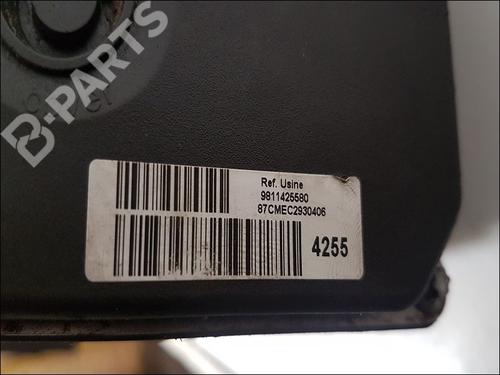 B-PARTS
Ref. Usine
9811425580
87CMEC2930406
4255